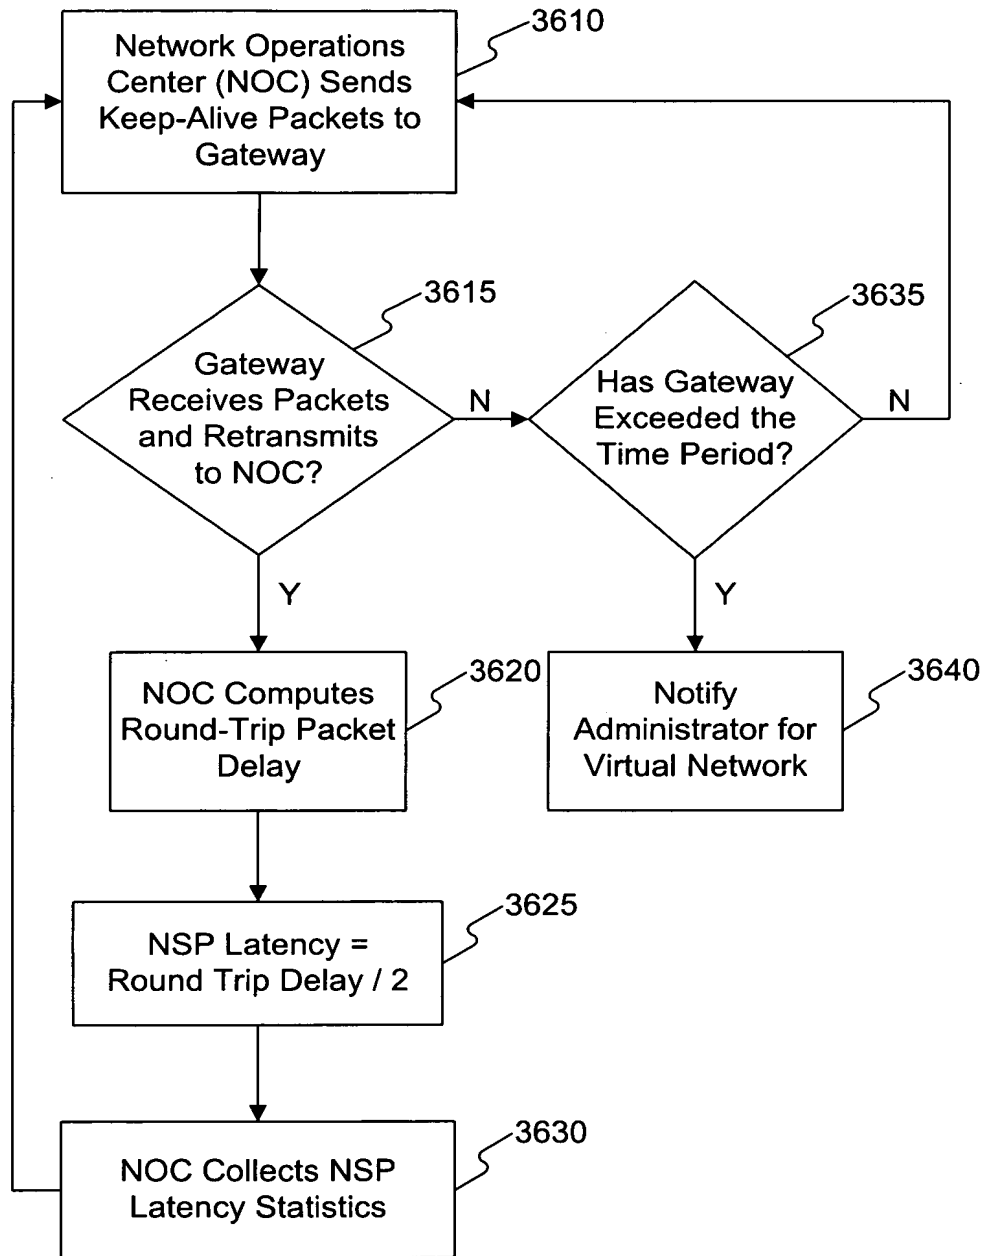 3610
Network Operations
Center (NOC) Sends
Keep-Alive Packets to
Gateway
3615
Gateway
Receives Packets
and Retransmits
to NOC?
N
Y
3635
Has Gateway
Exceeded the
Time Period?
N
Y
3620
NOC Computes
Round-Trip Packet
Delay
3640
Notify
Administrator for
Virtual Network
3625
NSP Latency =
Round Trip Delay / 2
3630
NOC Collects NSP
Latency Statistics